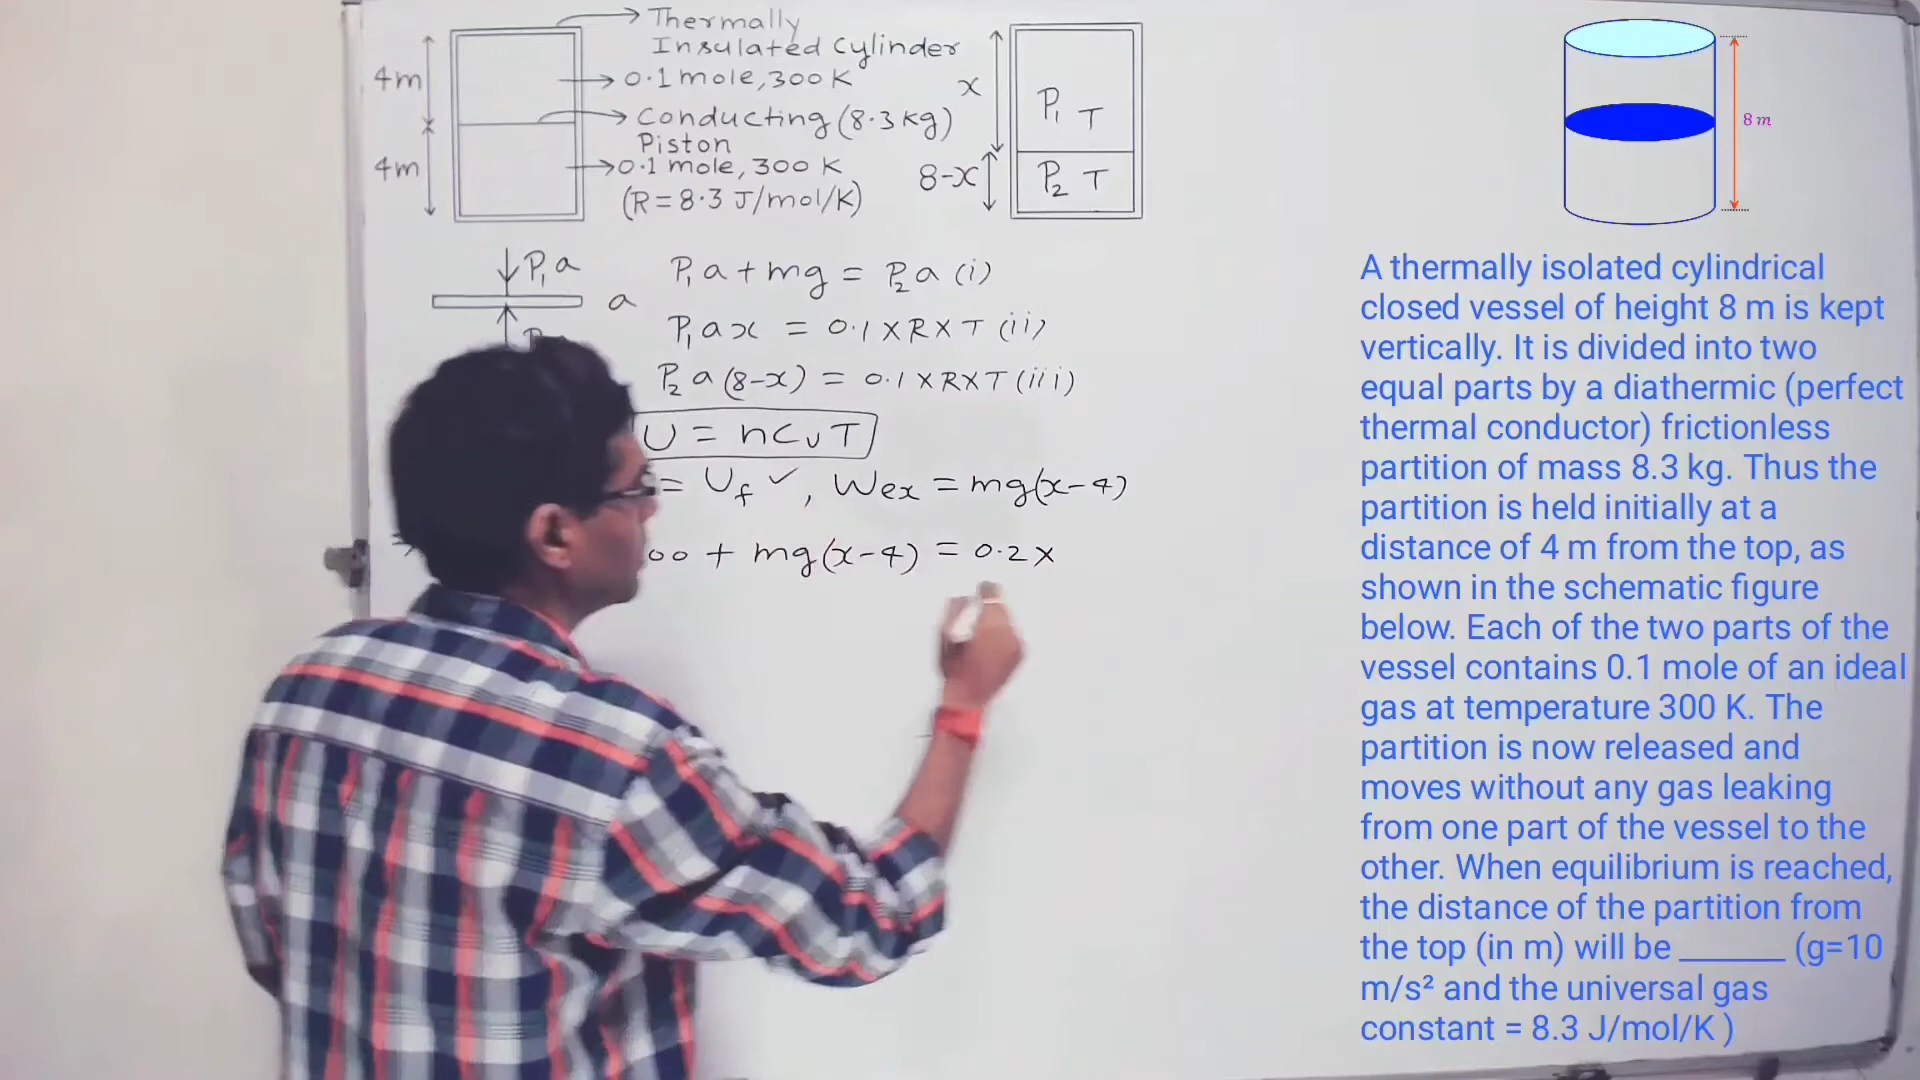 Thermally
Insulated Cylinder
4m
0.1 mole, 300 K
Conducting (8.3 kg)
Piston
4m
0.1 mole, 300 K
(R = 8.3 J/mol/K)
x
P₁ T
8-x
P₂ T
P₁a
a
P₁a + mg = P₂a (i)
P₁ax = 0.1 X R X T (ii)
P₂a (8-x) = 0.1 X R X T (iii)
U = nCvT
= Uf ✓, Wex = mg(x-4)
00 + mg(x-4) = 0.2 x
8 m
A thermally isolated cylindrical
closed vessel of height 8 m is kept
vertically. It is divided into two
equal parts by a diathermic (perfect
thermal conductor) frictionless
partition of mass 8.3 kg. Thus the
partition is held initially at a
distance of 4 m from the top, as
shown in the schematic figure
below. Each of the two parts of the
vessel contains 0.1 mole of an ideal
gas at temperature 300 K. The
partition is now released and
moves without any gas leaking
from one part of the vessel to the
other. When equilibrium is reached,
the distance of the partition from
the top (in m) will be ______ (g=10
m/s² and the universal gas
constant = 8.3 J/mol/K )